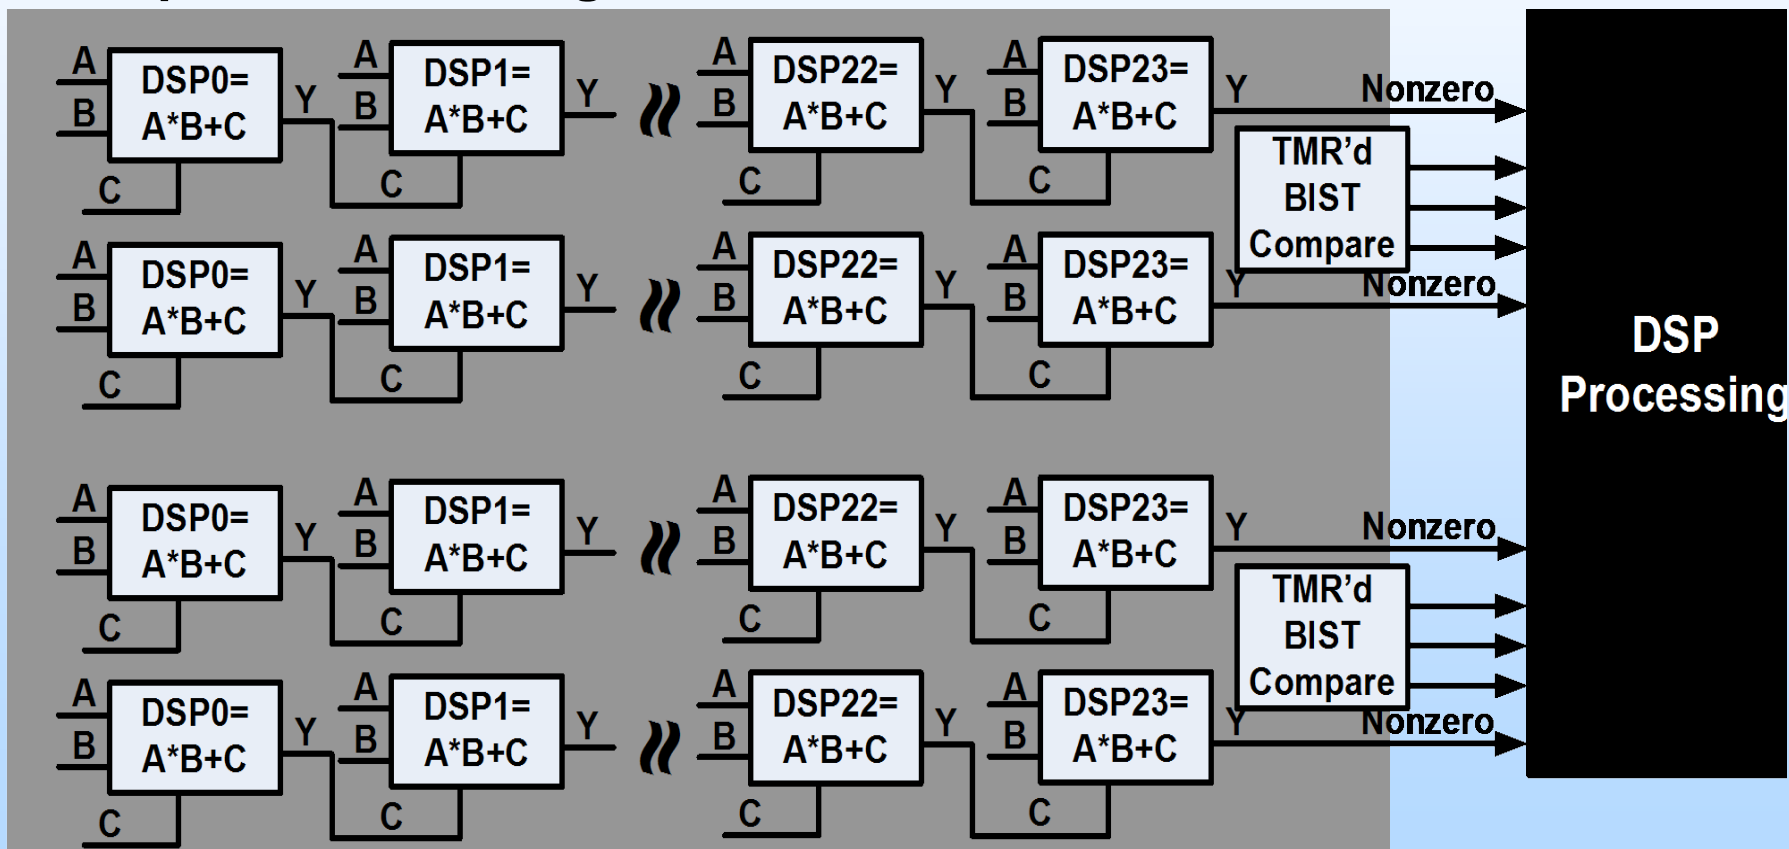 A
B
C
DSP0=
A*B+C
Y
A
B
C
DSP1=
A*B+C
Y
A
B
C
DSP22=
A*B+C
Y
A
B
C
DSP23=
A*B+C
Y
Nonzero
TMR'd
BIST
Compare
A
B
C
DSP0=
A*B+C
Y
A
B
C
DSP1=
A*B+C
Y
A
B
C
DSP22=
A*B+C
Y
A
B
C
DSP23=
A*B+C
Y
Nonzero
A
B
C
DSP0=
A*B+C
Y
A
B
C
DSP1=
A*B+C
Y
A
B
C
DSP22=
A*B+C
Y
A
B
C
DSP23=
A*B+C
Y
Nonzero
TMR'd
BIST
Compare
A
B
C
DSP0=
A*B+C
Y
A
B
C
DSP1=
A*B+C
Y
A
B
C
DSP22=
A*B+C
Y
A
B
C
DSP23=
A*B+C
Y
Nonzero
DSP
Processing